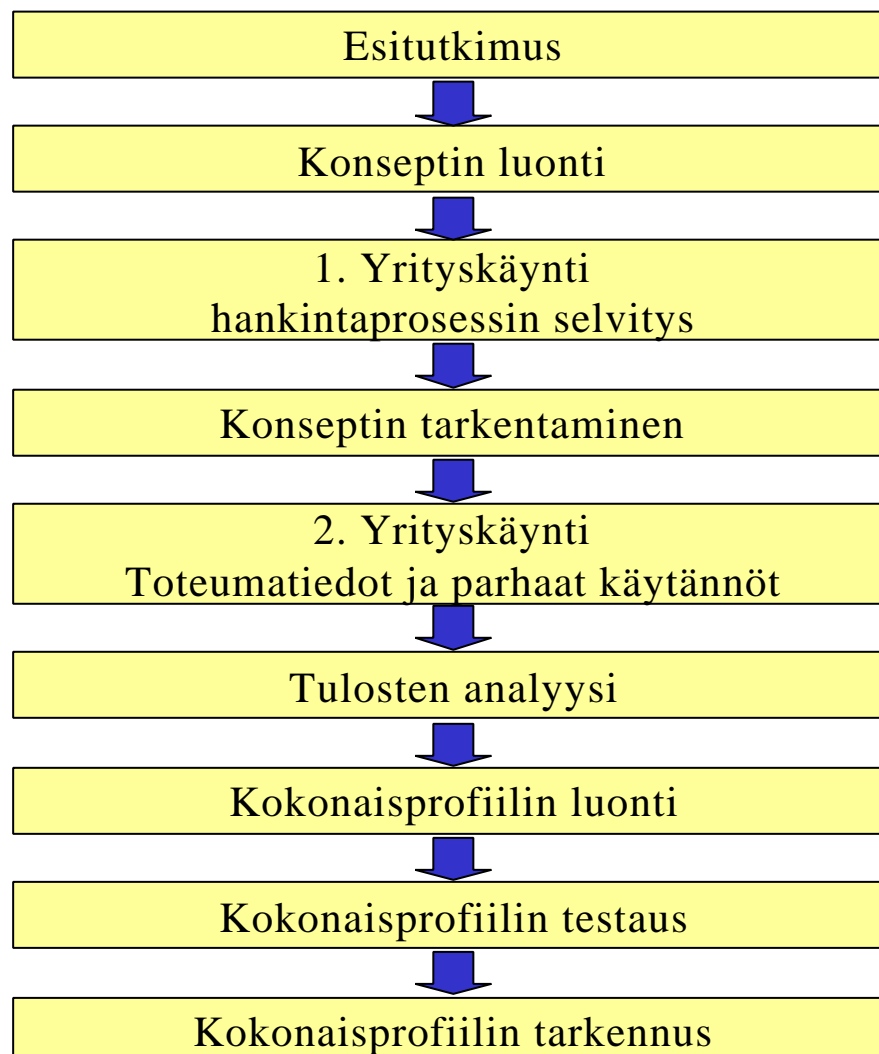 Esitutkimus
Konseptin luonti
1. Yrityskäynti
hankintaprosessin selvitys
Konseptin tarkentaminen
2. Yrityskäynti
Toteumatiedot ja parhaat käytännöt
Tulosten analyysi
Kokonaisprofiilin luonti
Kokonaisprofiilin testaus
Kokonaisprofiilin tarkennus